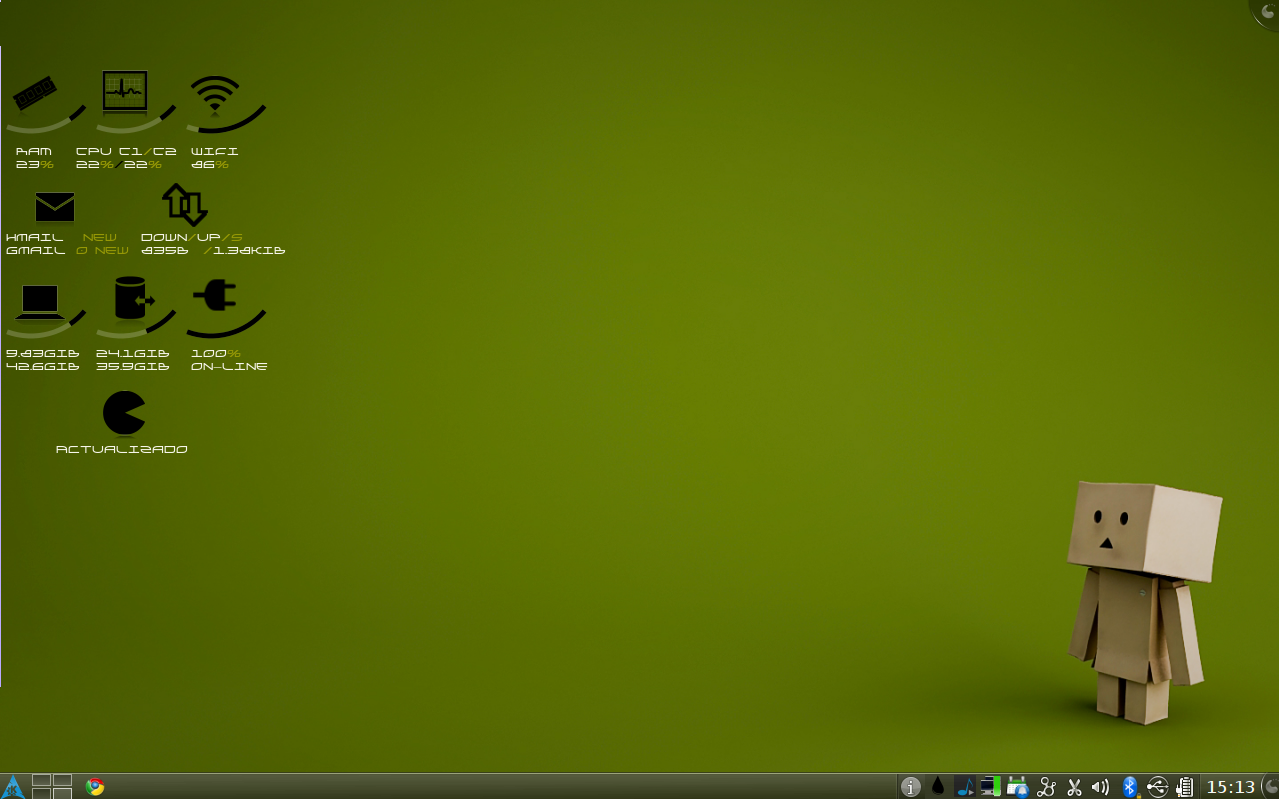 RAM CPU C1/C2 WIFI
23% 22%/22% 86%
HMAIL NEW DOWN/UP/S
GMAIL 0 NEW 835B /1.38KIB
9.83GIB 24.1GIB 100%
42.6GIB 35.9GIB ON-LINE
ACTUALIZADO
15:13